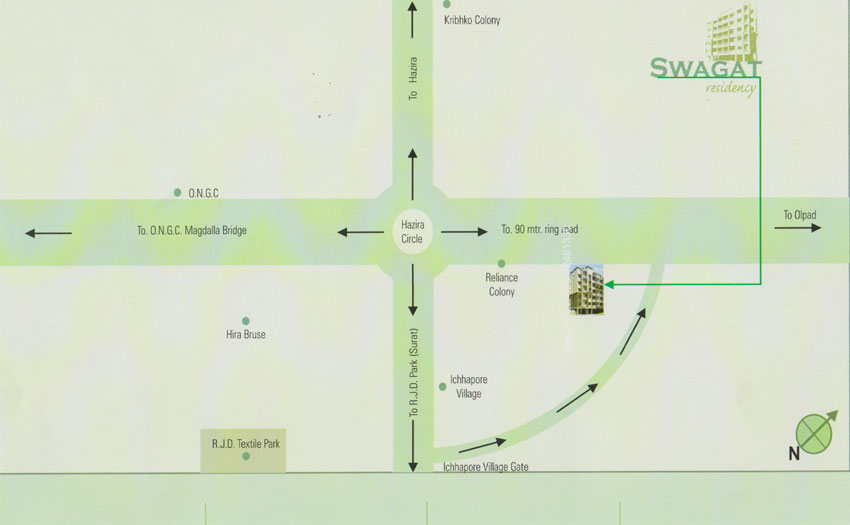 Kribhko Colony
SWAGAT
residency
To Hazira
O.N.G.C
To. O.N.G.C. Magdalla Bridge
Hazira
Circle
To. 90 mtr. ring road
To Olpad
Reliance
Colony
Hira Bruse
To R.J.D. Park (Surat)
Ichhapore
Village
R.J.D. Textile Park
Ichhapore Village Gate
N